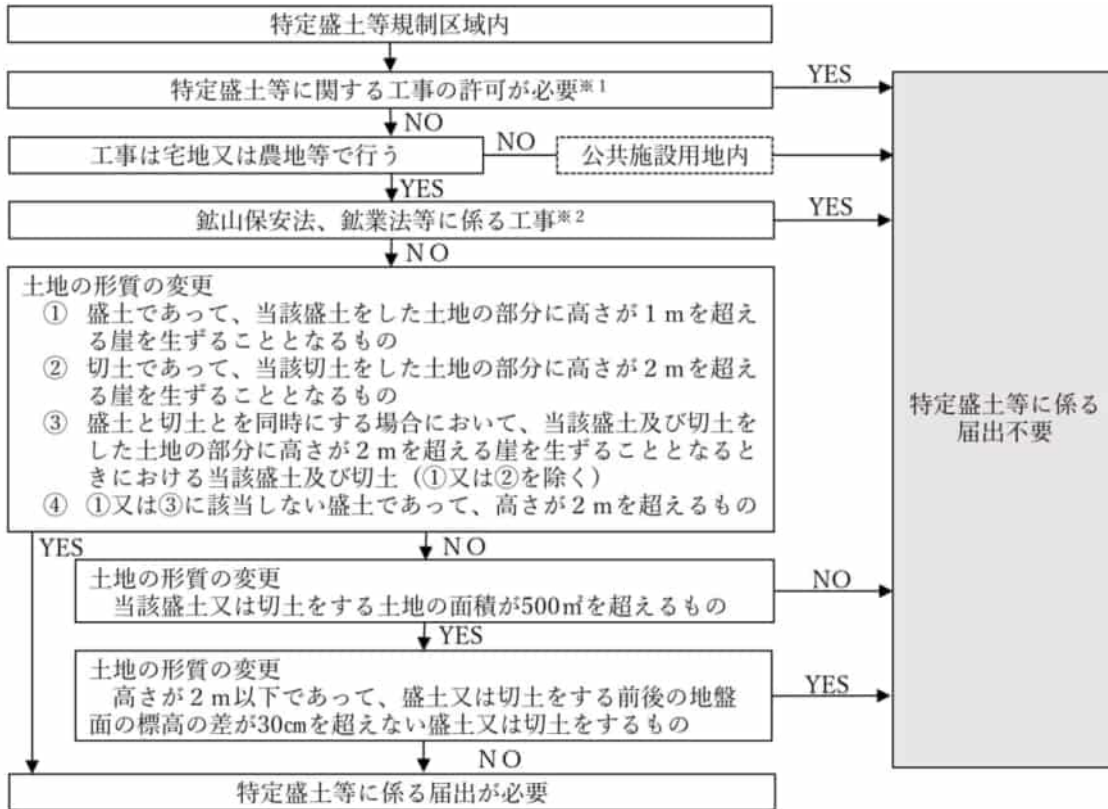 特定盛土等規制区域内
特定盛土等に関する工事の許可が必要※1
YES
NO
工事は宅地又は農地等で行う
NO
公共施設用地内
YES
鉱山保安法、鉱業法等に係る工事※2
YES
NO
土地の形質の変更
① 盛土であって、当該盛土をした土地の部分に高さが1mを超え
る崖を生ずることとなるもの
② 切土であって、当該切土をした土地の部分に高さが2mを超え
る崖を生ずることとなるもの
③ 盛土と切土とを同時にする場合において、当該盛土及び切土を
した土地の部分に高さが2mを超える崖を生ずることとなると
きにおける当該盛土及び切土（①又は②を除く）
④ ①又は③に該当しない盛土であって、高さが2mを超えるもの
特定盛土等に係る
届出不要
YES
NO
土地の形質の変更
当該盛土又は切土をする土地の面積が500㎡を超えるもの
NO
YES
土地の形質の変更
高さが2m以下であって、盛土又は切土をする前後の地盤
面の標高の差が30㎝を超えない盛土又は切土をするもの
YES
NO
特定盛土等に係る届出が必要